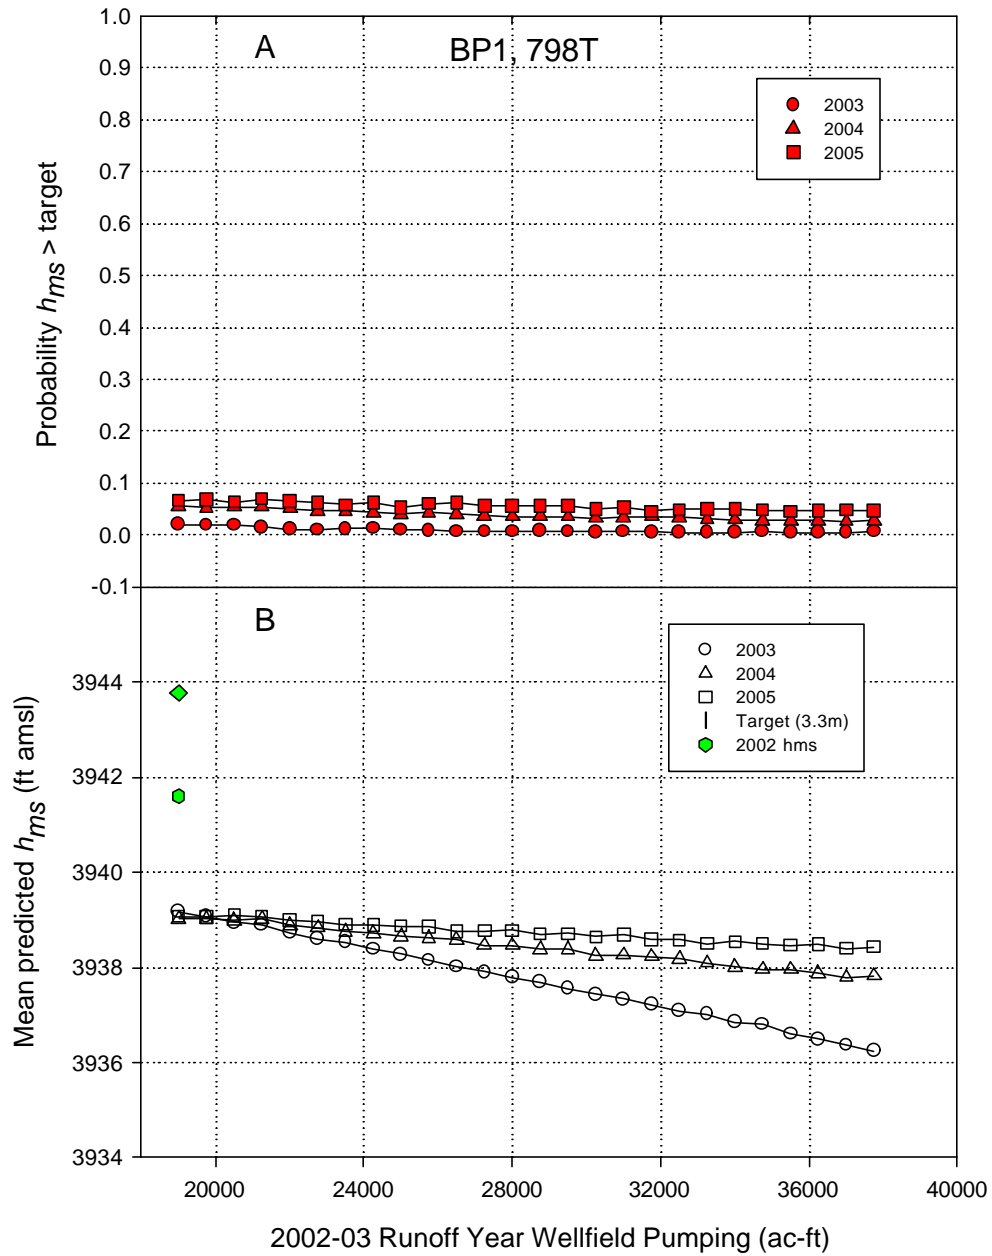 A
BP1, 798T
1.0
0.9
0.8
0.7
0.6
0.5
0.4
0.3
0.2
0.1
0.0
-0.1
Probability hms > target
2003
2004
2005
B
3944
3942
3940
3938
3936
3934
Mean predicted hms (ft amsl)
2003
2004
2005
Target (3.3m)
2002 hms
20000 24000 28000 32000 36000 40000
2002-03 Runoff Year Wellfield Pumping (ac-ft)